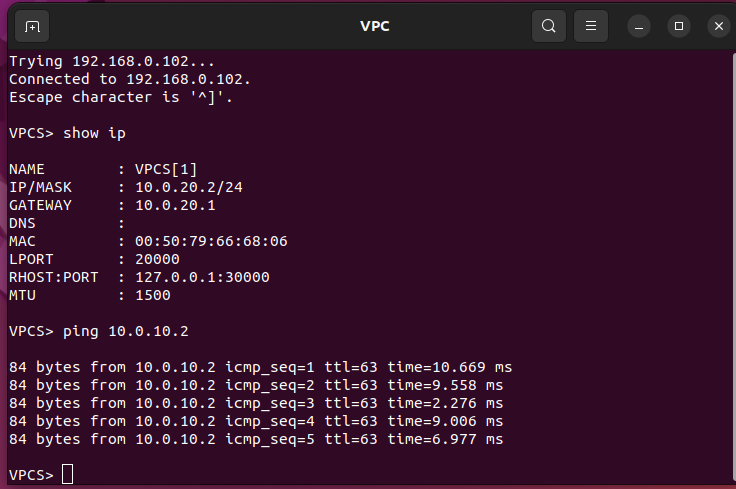 VPC
Trying 192.168.0.102...
Connected to 192.168.0.102.
Escape character is '^]'.
VPCS> show ip
NAME        : VPCS[1]
IP/MASK     : 10.0.20.2/24
GATEWAY     : 10.0.20.1
DNS         :
MAC         : 00:50:79:66:68:06
LPORT       : 20000
RHOST:PORT  : 127.0.0.1:30000
MTU         : 1500
VPCS> ping 10.0.10.2
84 bytes from 10.0.10.2 icmp_seq=1 ttl=63 time=10.669 ms
84 bytes from 10.0.10.2 icmp_seq=2 ttl=63 time=9.558 ms
84 bytes from 10.0.10.2 icmp_seq=3 ttl=63 time=2.276 ms
84 bytes from 10.0.10.2 icmp_seq=4 ttl=63 time=9.006 ms
84 bytes from 10.0.10.2 icmp_seq=5 ttl=63 time=6.977 ms
VPCS>